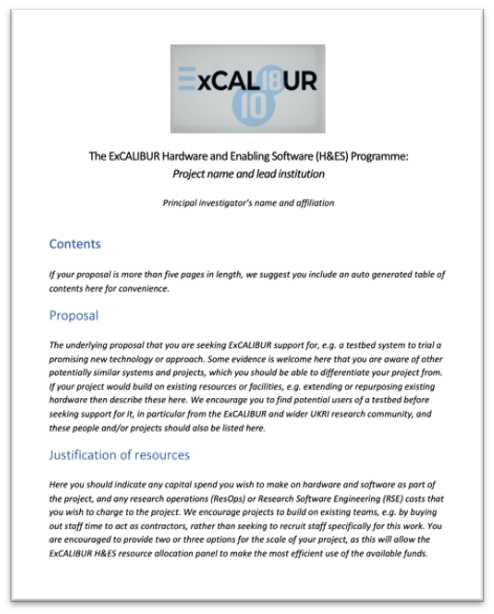 ExCALIBUR
18
10
The ExCALIBUR Hardware and Enabling Software (H&ES) Programme:
Project name and lead institution
Principal investigator's name and affiliation
Contents
If your proposal is more than five pages in length, we suggest you include an auto generated table of
contents here for convenience.
Proposal
The underlying proposal that you are seeking ExCALIBUR support for, e.g. a testbed system to trial a
promising new technology or approach. Some evidence is welcome here that you are aware of other
potentially similar systems and projects, which you should be able to differentiate your project from.
If your project would build on existing resources or facilities, e.g. extending or repurposing existing
hardware then describe these here. We encourage you to find potential users of a testbed before
seeking support for it, in particular from the ExCALIBUR and wider UKRI research community, and
these people and/or projects should also be listed here.
Justification of resources
Here you should indicate any capital spend you wish to make on hardware and software as part of
the project, and any research operations (ResOps) or Research Software Engineering (RSE) costs that
you wish to charge to the project. We encourage projects to build on existing teams, e.g. by buying
out staff time to act as contractors, rather than seeking to recruit staff specifically for this work. You
are encouraged to provide two or three options for the scale of your project, as this will allow the
ExCALIBUR H&ES resource allocation panel to make the most efficient use of the available funds.